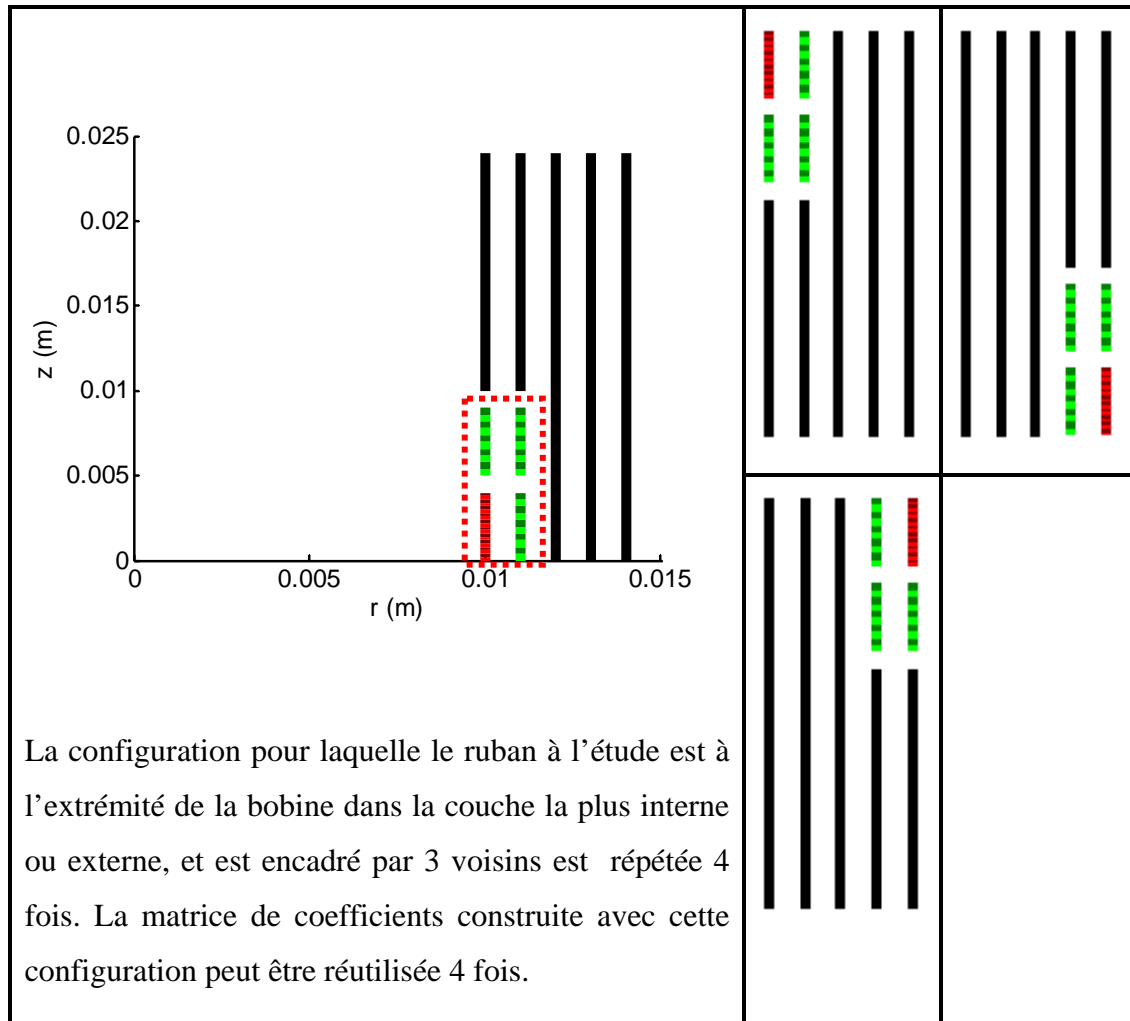 0.025
0.02
0.015
0.01
0.005
0
z (m)
0
0.005
0.01
0.015
r (m)
La configuration pour laquelle le ruban à l’étude est à
l’extrémité de la bobine dans la couche la plus interne
ou externe, et est encadré par 3 voisins est répétée 4
fois. La matrice de coefficients construite avec cette
configuration peut être réutilisée 4 fois.